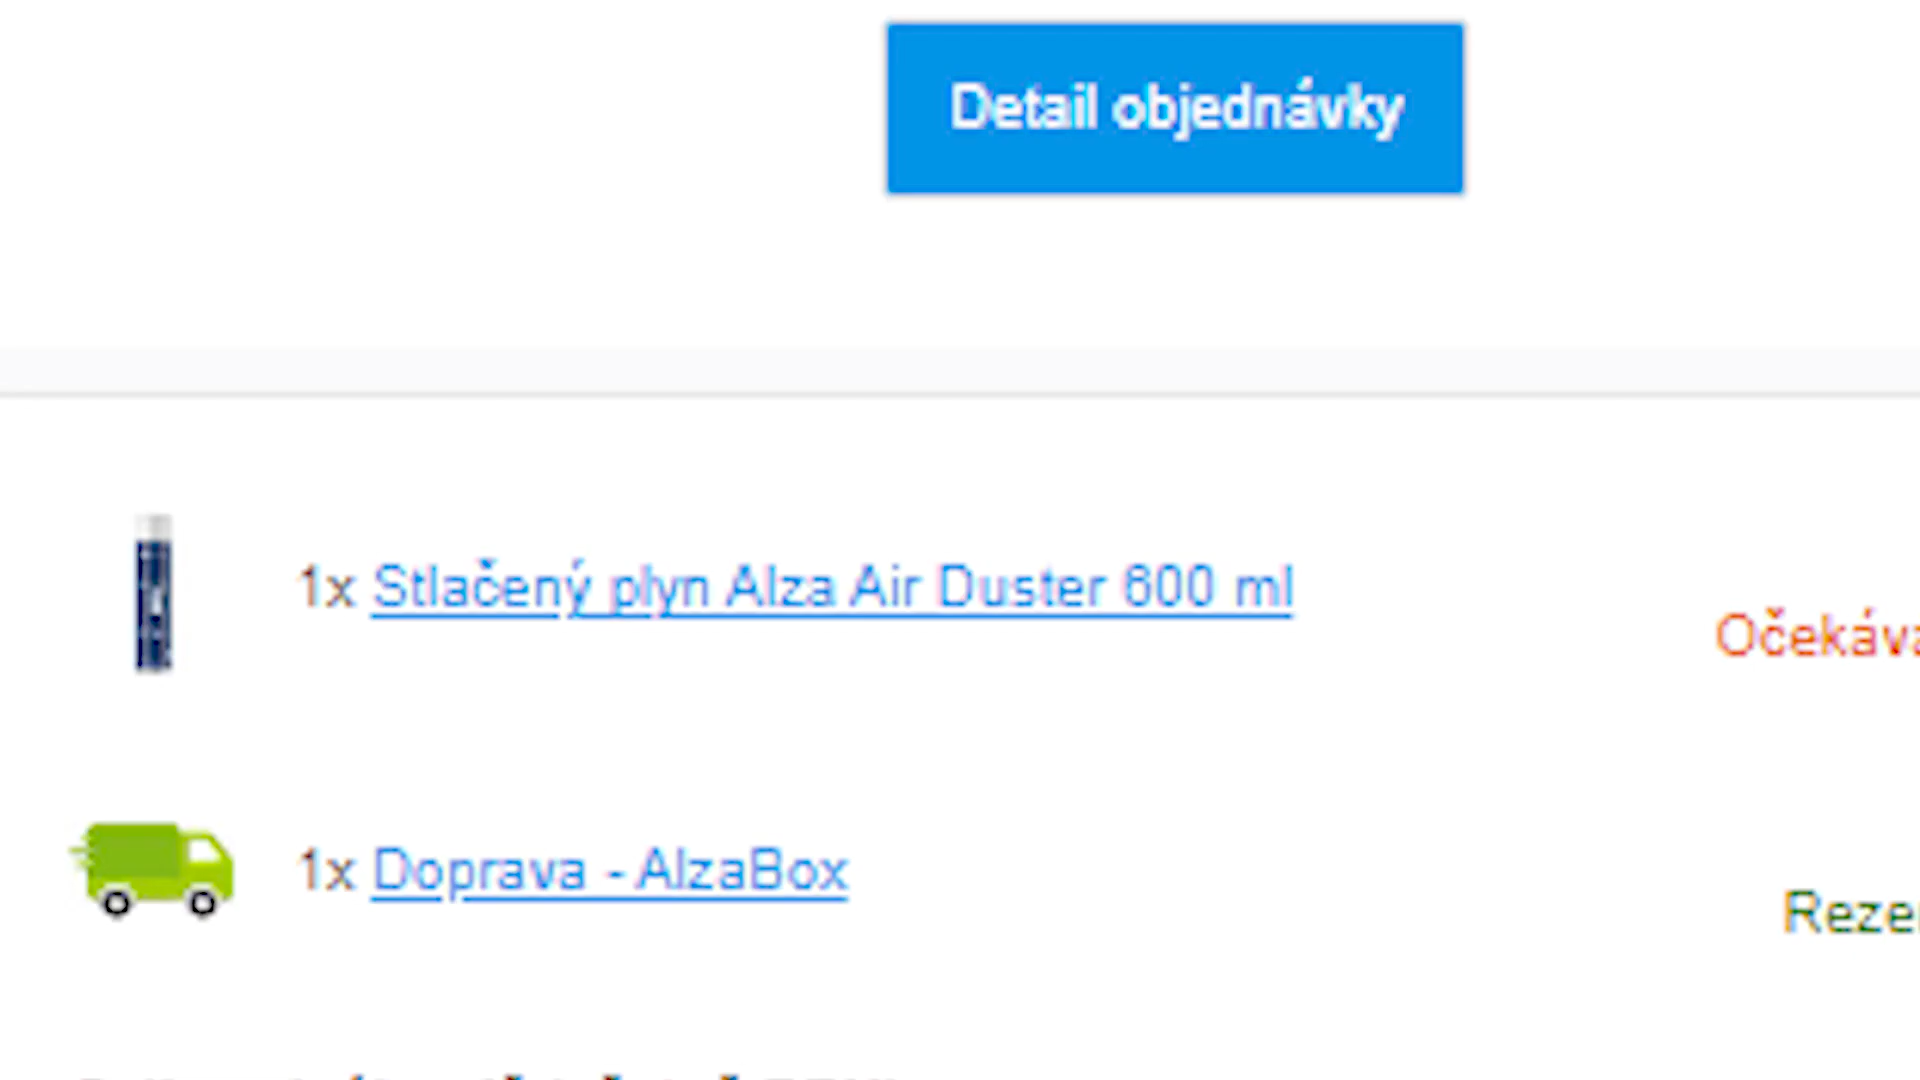 Detail objednávky
1x Stlačený plyn Alza Air Duster 600 ml
1x Doprava - AlzaBox